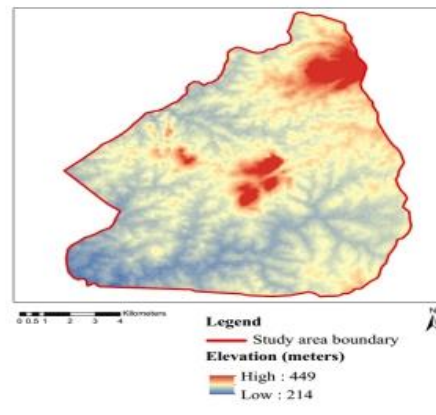 0 0.5 1 2 3 4
Kilometers
N
Legend
Study area boundary
Elevation (meters)
High : 449
Low : 214